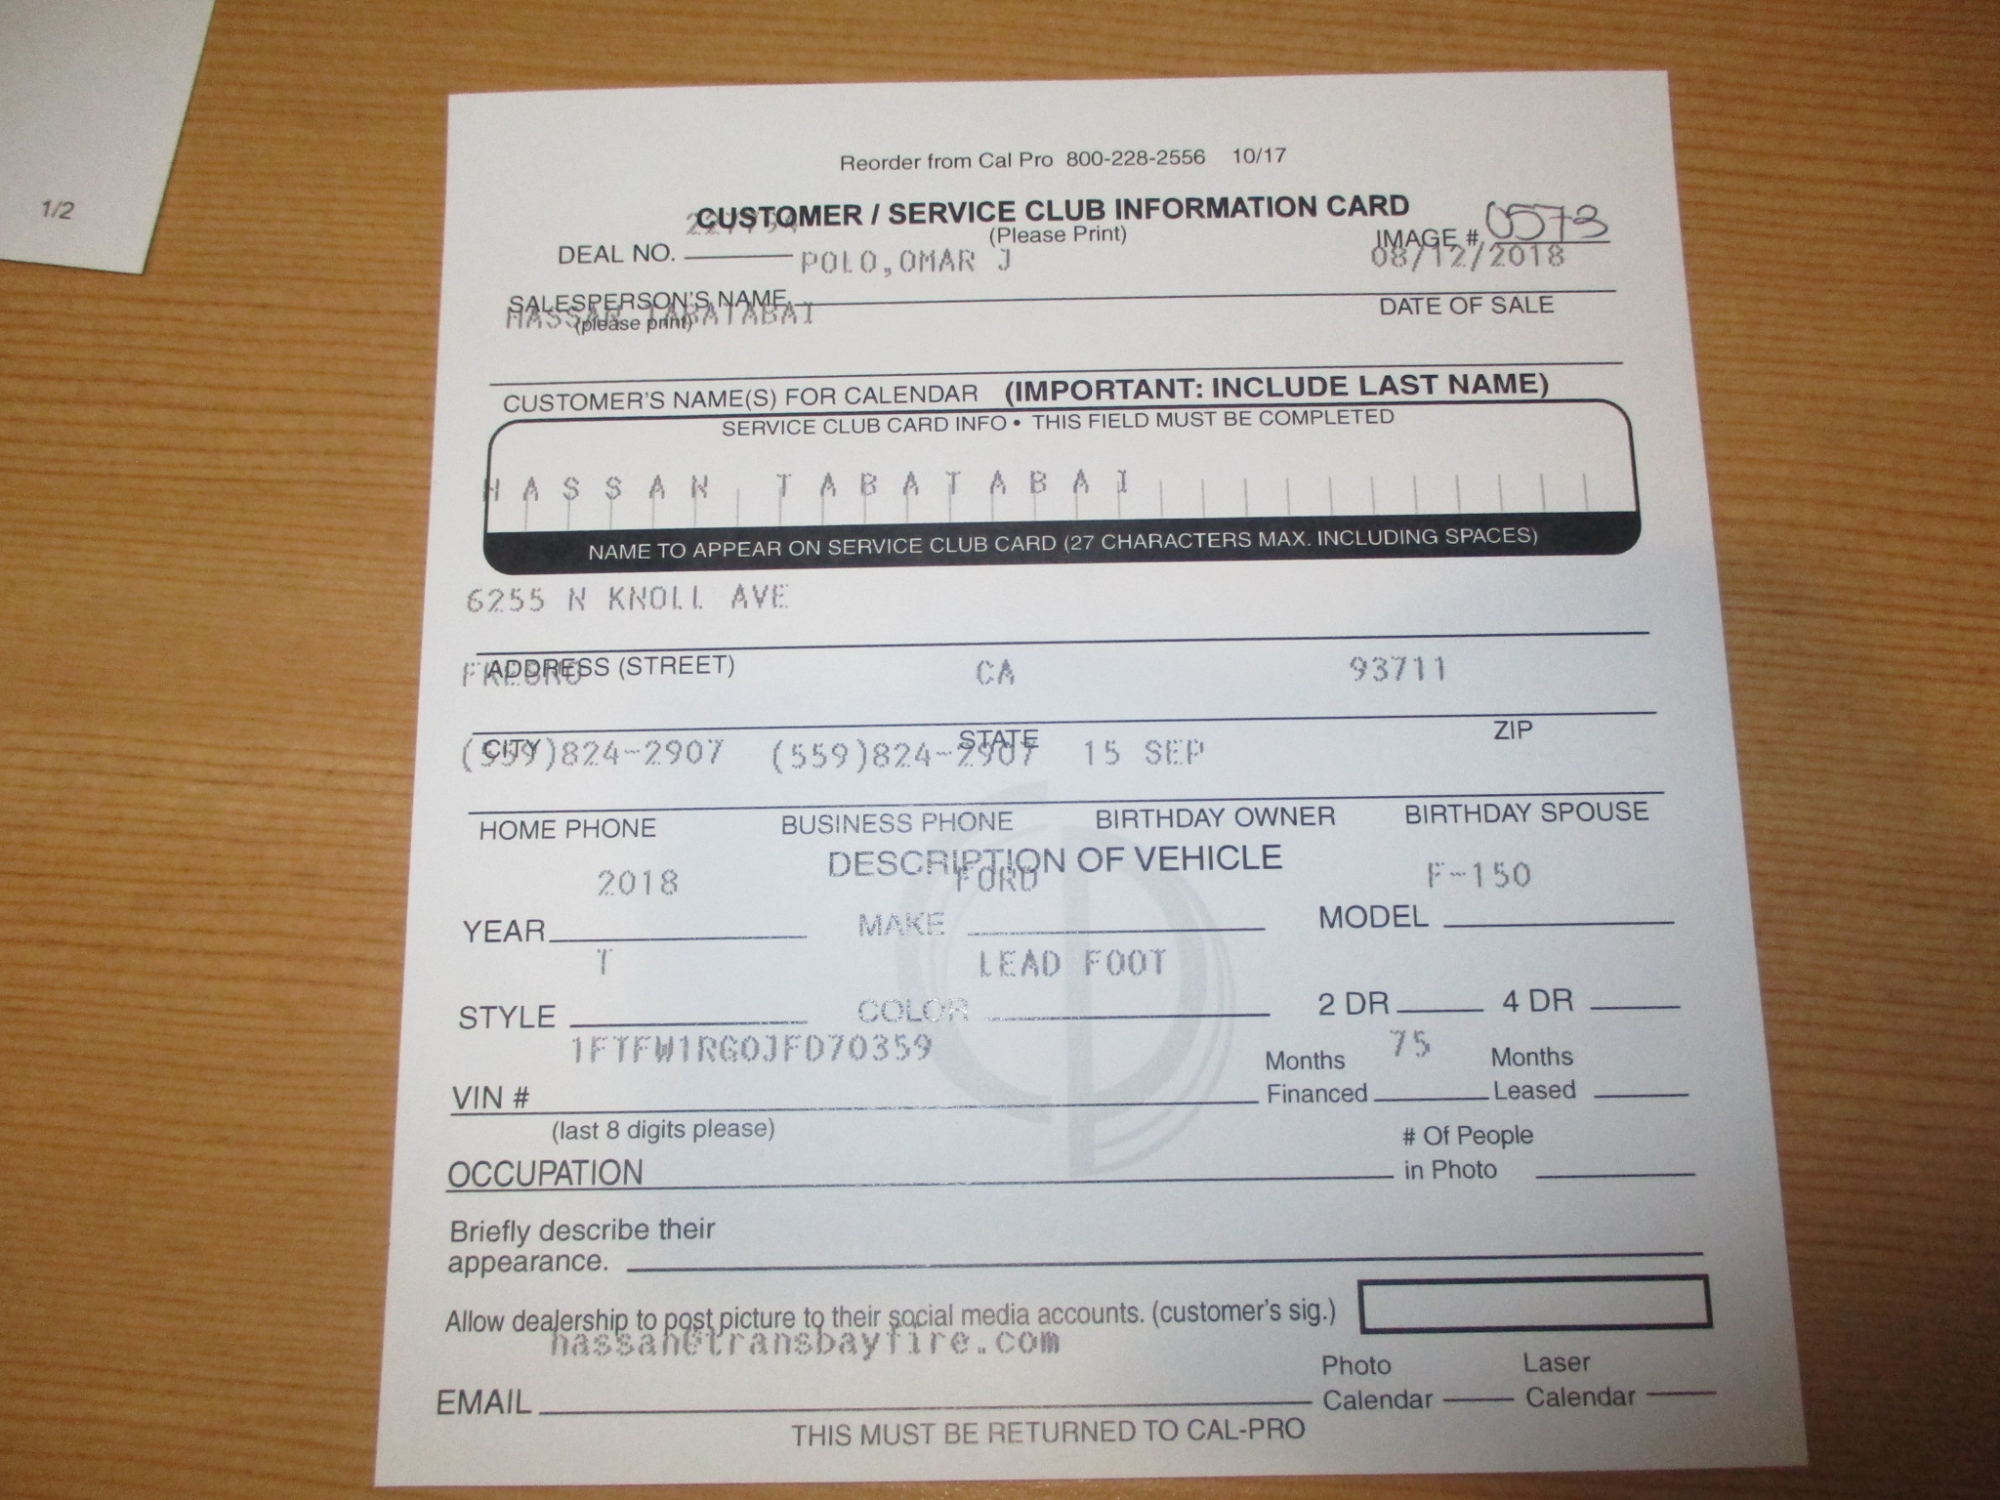 1/2
Reorder from Cal Pro 800-228-2556 10/17
CUSTOMER / SERVICE CLUB INFORMATION CARD
(Please Print)
IMAGE # 0573
DEAL NO.
POLO,OMAR J
08/12/2018
SALESPERSON'S NAME
(please print)
DATE OF SALE
HASSAN TABATABAI
CUSTOMER'S NAME(S) FOR CALENDAR (IMPORTANT: INCLUDE LAST NAME)
SERVICE CLUB CARD INFO • THIS FIELD MUST BE COMPLETED
HASSAN TABATABAI
NAME TO APPEAR ON SERVICE CLUB CARD (27 CHARACTERS MAX. INCLUDING SPACES)
6255 N KNOLL AVE
ADDRESS (STREET)
FRESNO CA 93711
CITY STATE ZIP
(559)824-2907 (559)824-2907 15 SEP
HOME PHONE BUSINESS PHONE BIRTHDAY OWNER BIRTHDAY SPOUSE
DESCRIPTION OF VEHICLE
2018 FORD F-150
YEAR MAKE MODEL
T LEAD FOOT
STYLE COLOR 2 DR 4 DR
1FTFW1RG0JFD70359
VIN #
(last 8 digits please)
Months Financed 75 Months Leased
OCCUPATION
# Of People in Photo
Briefly describe their
appearance.
Allow dealership to post picture to their social media accounts. (customer's sig.)
hassan@transbayfire.com
EMAIL
Photo Calendar Laser Calendar
THIS MUST BE RETURNED TO CAL-PRO